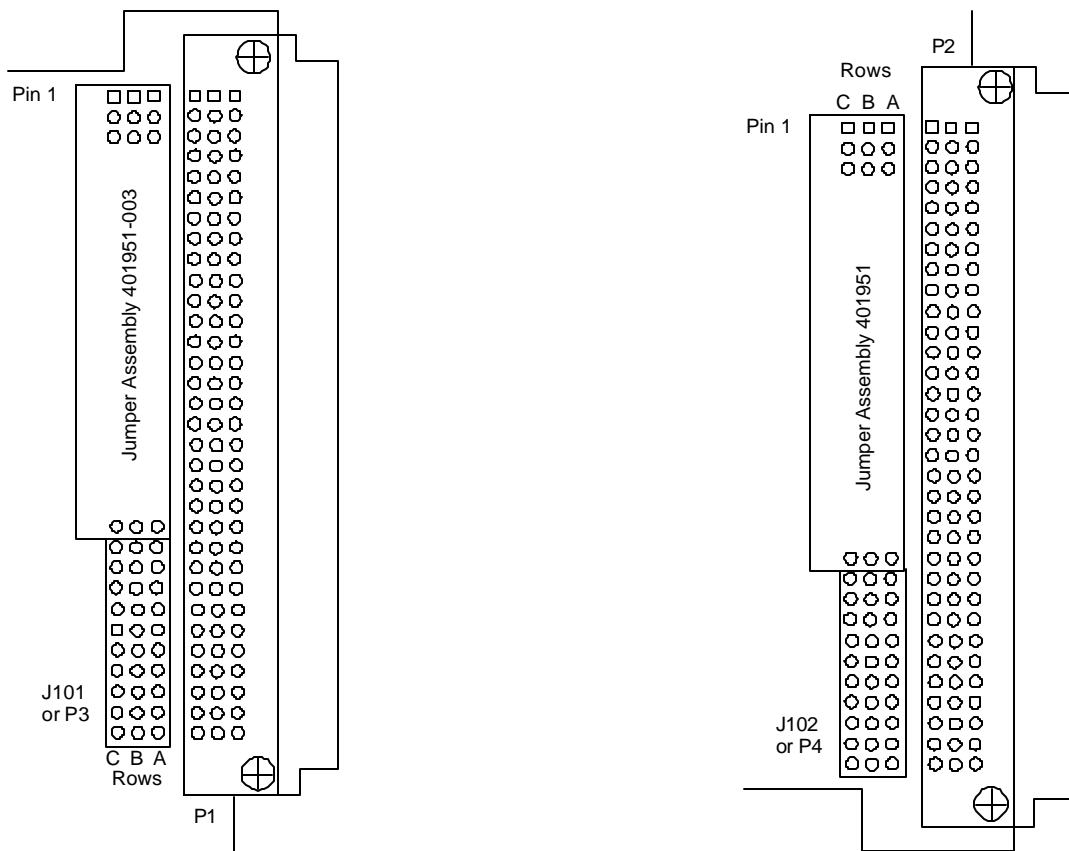 Pin 1
Jumper Assembly 401951-003
J101
or P3
C B A
Rows
P1
P2
Rows
C B A
Pin 1
Jumper Assembly 401951
J102
or P4